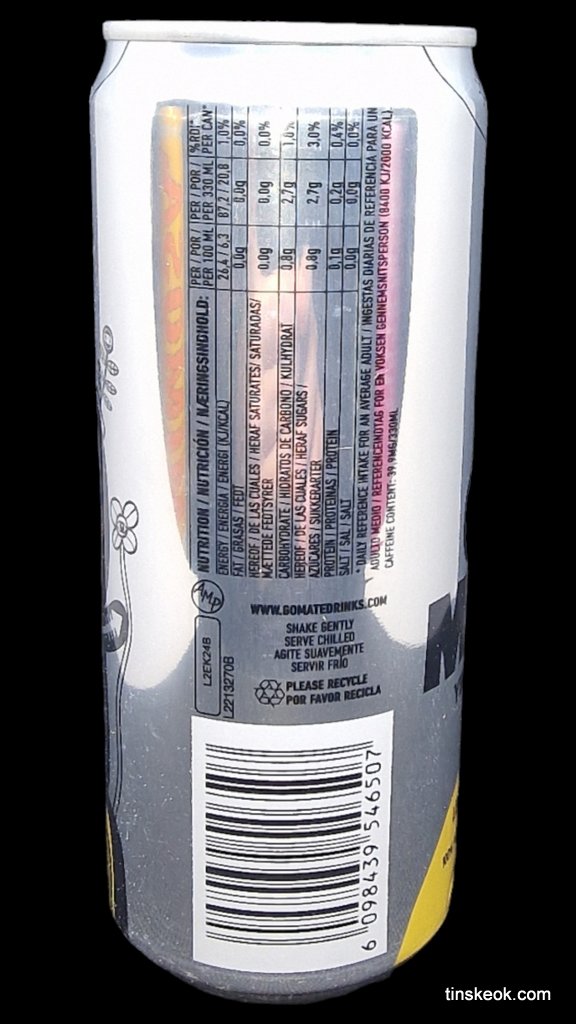 NUTRITION / NUTRICIÓN / NÆRINGSINDHOLD: PER / POR / PER 100 ML PER / POR / PER 330 ML %RDI* PER CAN*
ENERGY / ENERGIA / ENERGI (KJ/KCAL) 26,4 / 6,3 87,2 / 20,8 1,0%
FAT / GRASAS / FEDT 0,0g 0,0g 0,0%
HEREOF / DE LAS CUALES / HERAF SATURATES/ SATURADAS/
MÆTTEDE FEDTSYRER 0.0g 0.0g 0.0%
CARBOHYDRATE / HIDRATOS DE CARBONO / KULHYDRAT 0,8g 2,7g 1,0%
HEREOF / DE LAS CUALES / HERAF SUGARS /
AZÚCARES / SUKKERARTER 0,8g 2,7g 3,0%
PROTEIN / PROTEINAS / PROTEIN 0,1g 0,2g 0,4%
SALT / SAL / SALT 0,0g 0,0g 0,0%
* DAILY REFERENCE INTAKE FOR AN AVERAGE ADULT / INGESTAS DIARIAS DE REFERENCIA PARA UN
ADULTO MEDIO / REFERENCEINDTAG FOR EN VOKSEN GENNEMSNITSPERSON (8400 KJ/2000 KCAL)
CAFFEINE CONTENT: 39,9MG/330ML
AMP
L2EK24B
L2213270B
WWW.GOMATEDRINKS.COM
SHAKE GENTLY
SERVE CHILLED
AGITE SUAVEMENTE
SERVIR FRÍO
PLEASE RECYCLE
POR FAVOR RECICLA
6 098439 546507
tinskeok.com